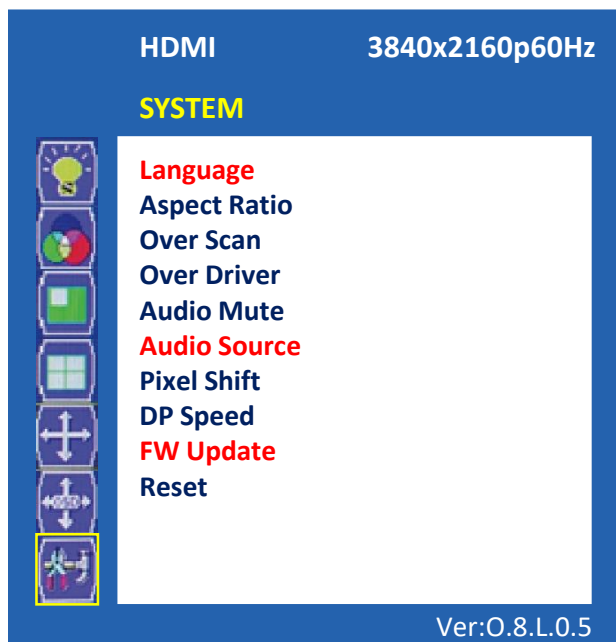 HDMI 3840x2160p60Hz
SYSTEM
Language
Aspect Ratio
Over Scan
Over Driver
Audio Mute
Audio Source
Pixel Shift
DP Speed
FW Update
Reset
Ver:O.8.L.0.5